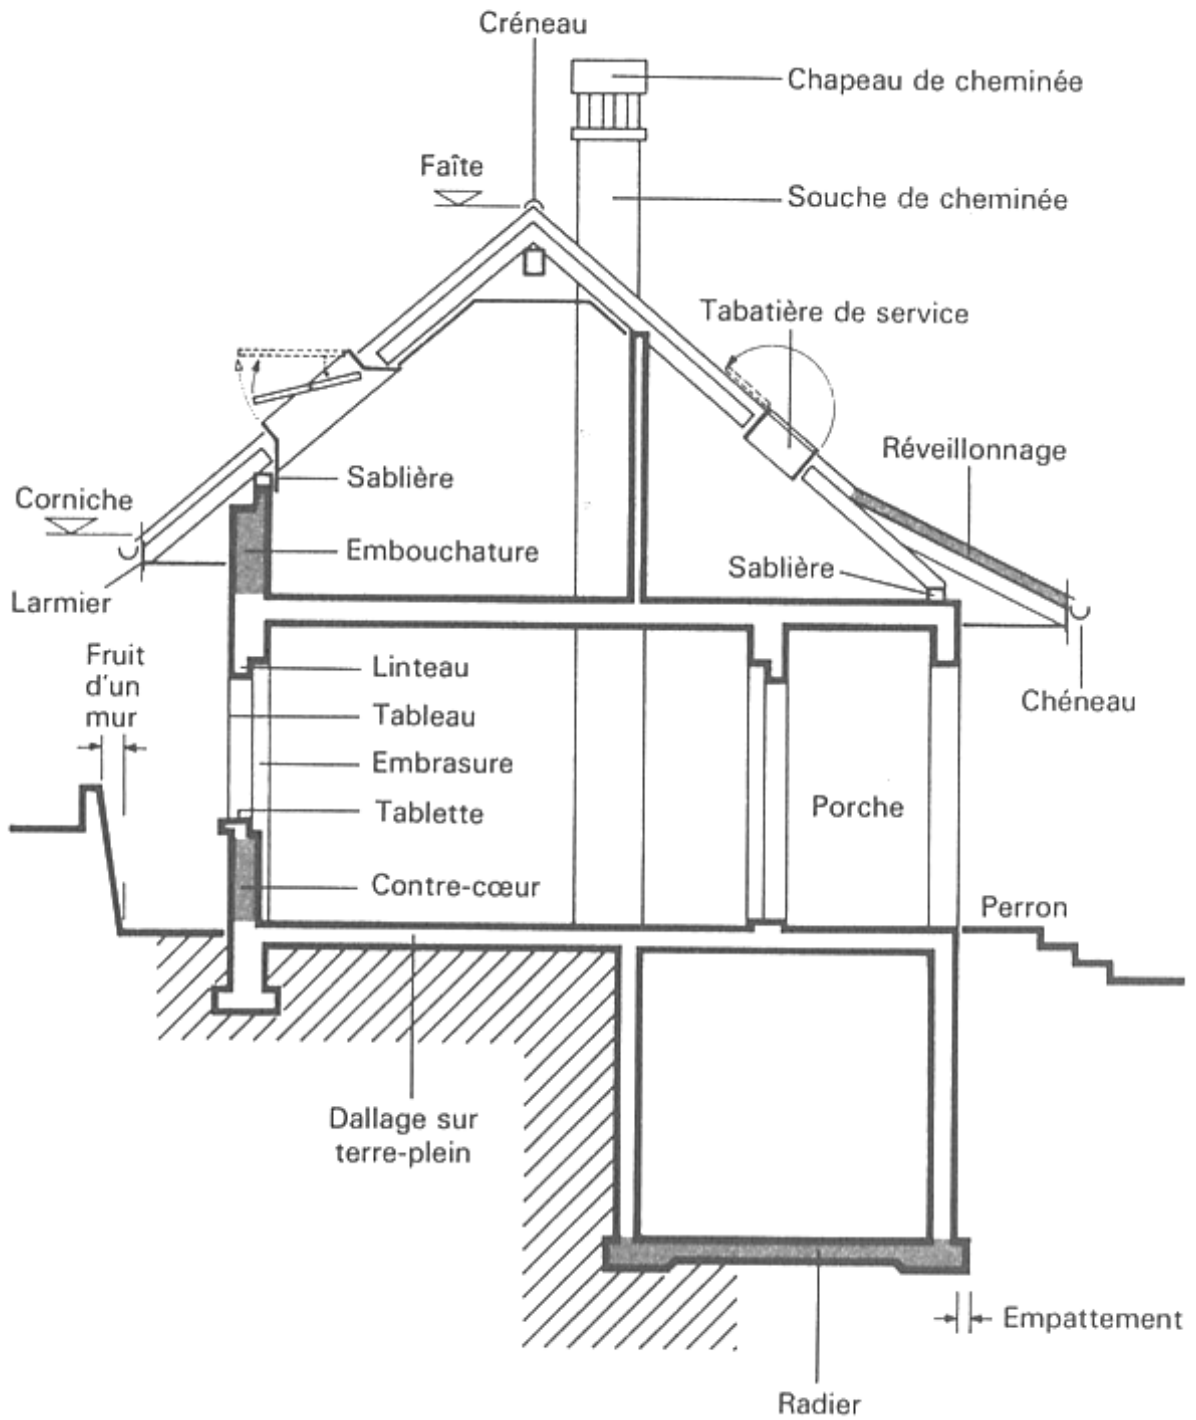 Créneau
Chapeau de cheminée
Faîte
Souche de cheminée
Tabatière de service
Réveillonnage
Sablière
Corniche
Embouchature
Sablière
Larmier
Fruit
d'un
mur
Linteau
Chéneau
Tableau
Embrasure
Porche
Tablette
Contre-cœur
Perron
Dallage sur
terre-plein
Empattement
Radier